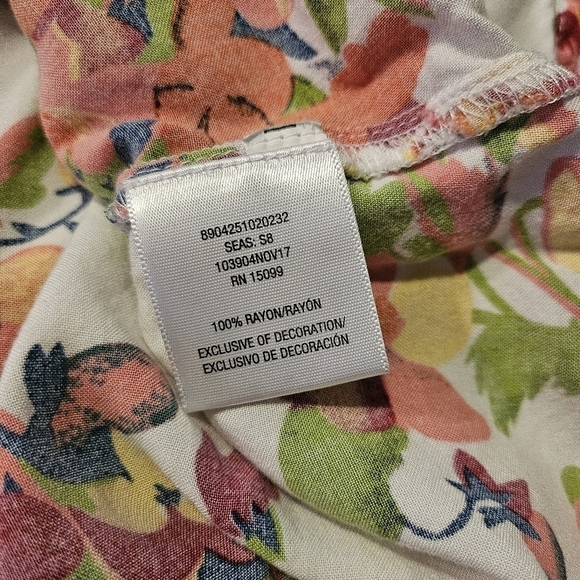 8904251020232
SEAS: S8
103904NOV17
RN 15099
100% RAYON/RAYÓN
EXCLUSIVE OF DECORATION/
EXCLUSIVO DE DECORACIÓN